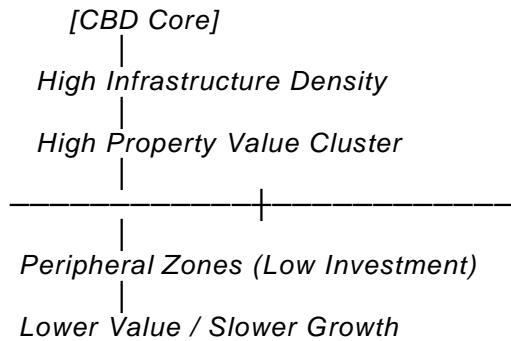 [CBD Core]
High Infrastructure Density
High Property Value Cluster
Peripheral Zones (Low Investment)
Lower Value / Slower Growth